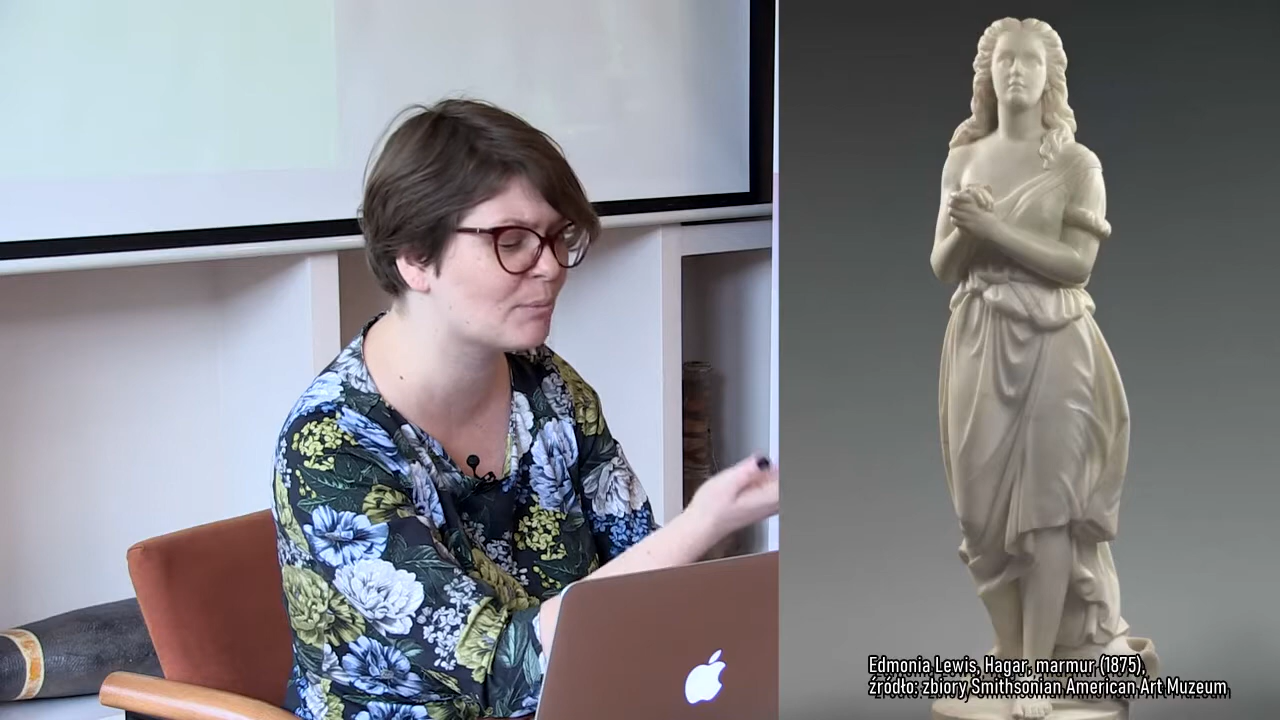 Edmonia Lewis, Hagar, marmur (1875),
źródło: zbiory Smithsonian American Art Muzeum